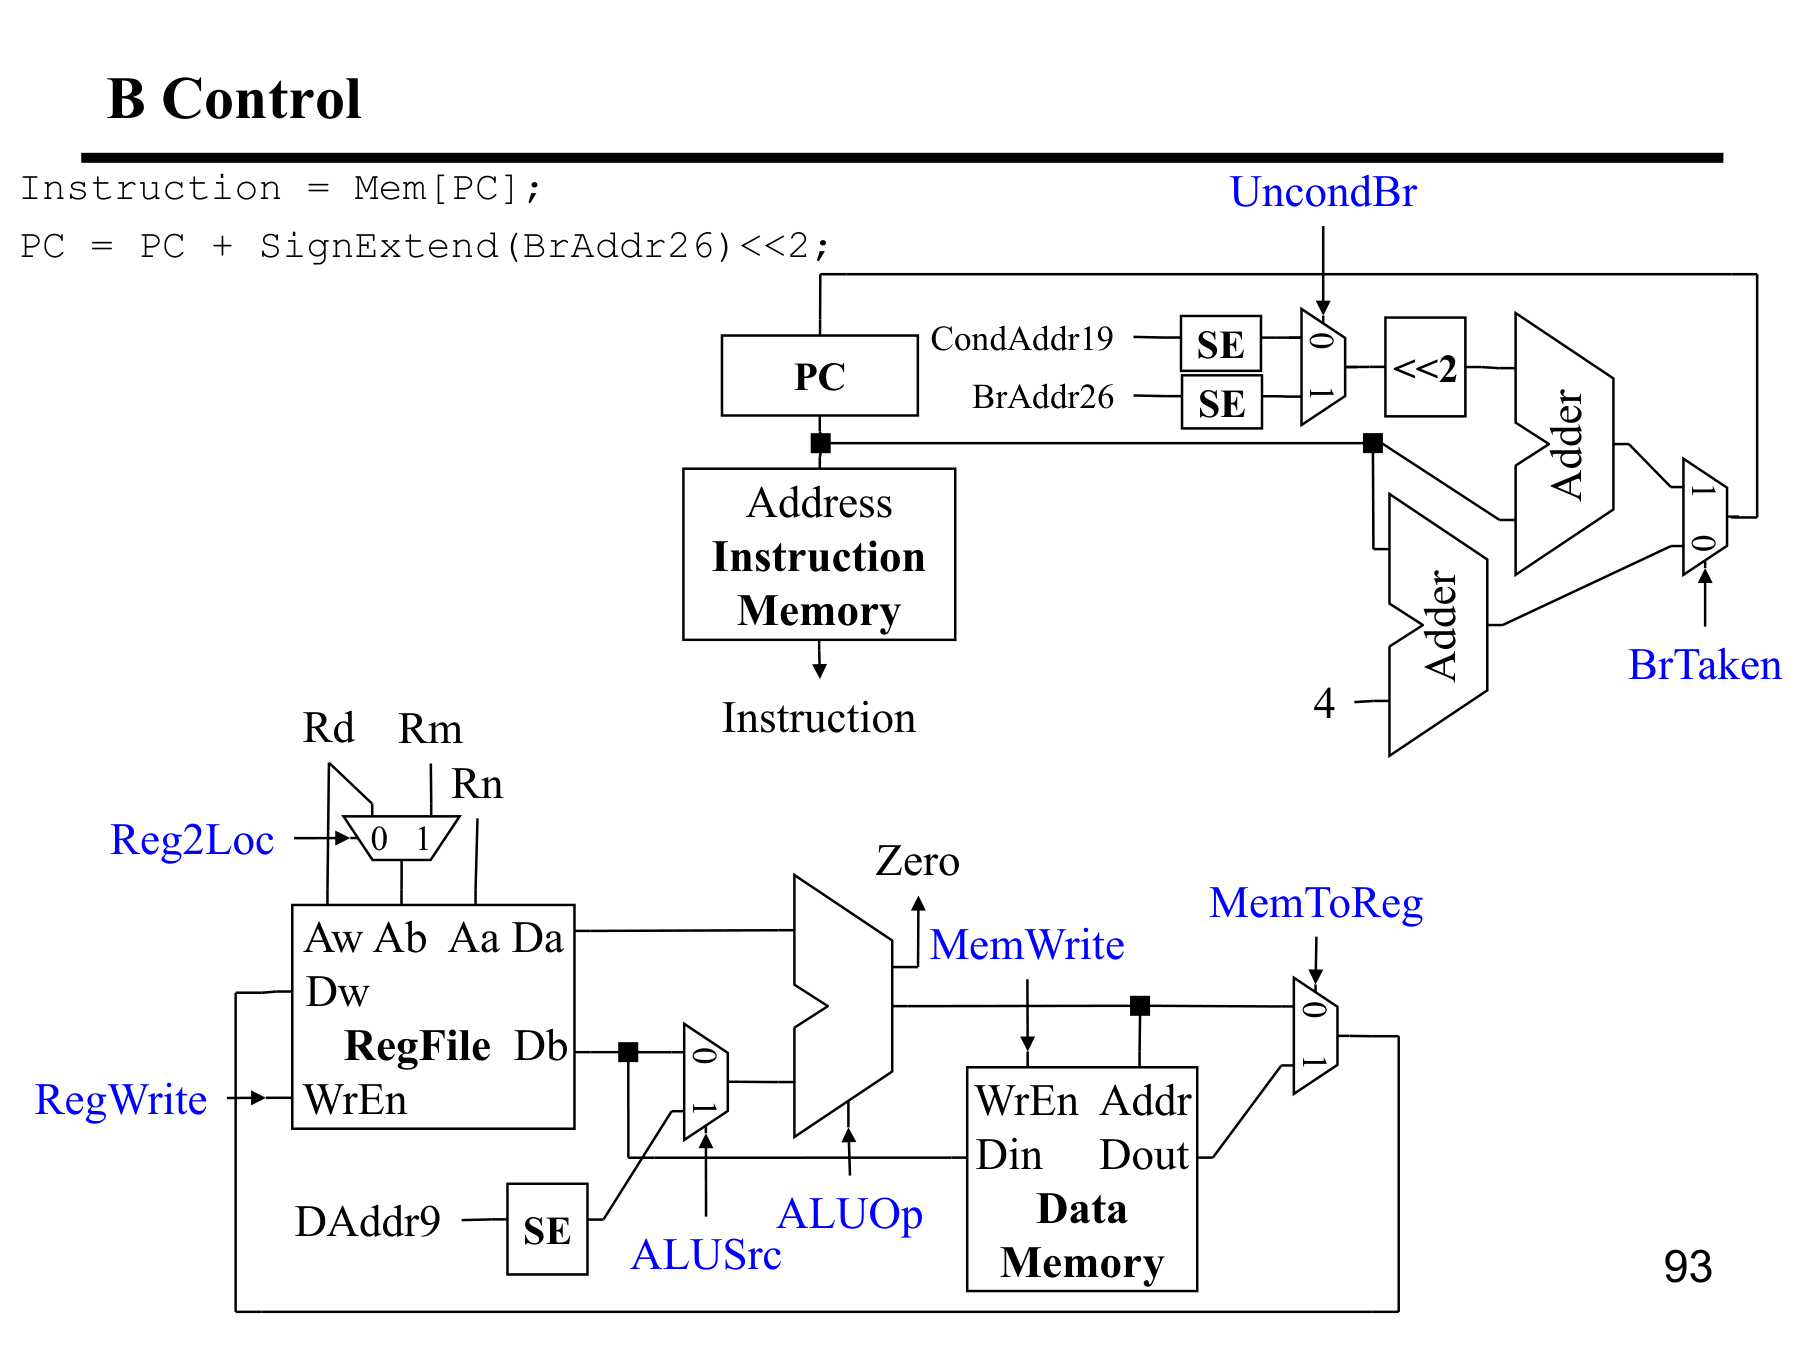 B Control
Instruction = Mem[PC];
PC = PC + SignExtend(BrAddr26)<<2;
UncondBr
PC
CondAddr19
SE
0
BrAddr26
SE
1
<<2
Adder
Address
Instruction
Memory
1
0
Adder
BrTaken
4
Instruction
Rd
Rm
Rn
Reg2Loc
0 1
Zero
MemToReg
MemWrite
Aw Ab Aa Da
Dw
RegFile Db
WrEn
RegWrite
0
1
0
1
WrEn Addr
Din Dout
Data
Memory
DAddr9
SE
ALUSrc
ALUOp
93